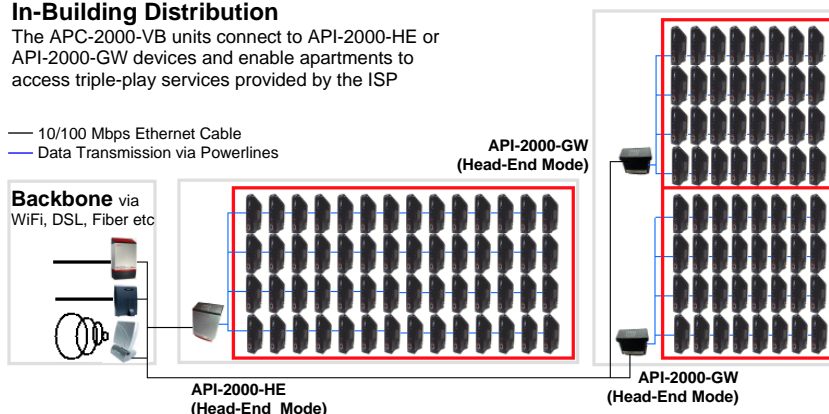 In-Building Distribution
The APC-2000-VB units connect to API-2000-HE or
API-2000-GW devices and enable apartments to
access triple-play services provided by the ISP
10/100 Mbps Ethernet Cable
Data Transmission via Powerlines
API-2000-GW
(Head-End Mode)
Backbone via
WiFi, DSL, Fiber etc
API-2000-HE
(Head-End Mode)
API-2000-GW
(Head-End Mode)